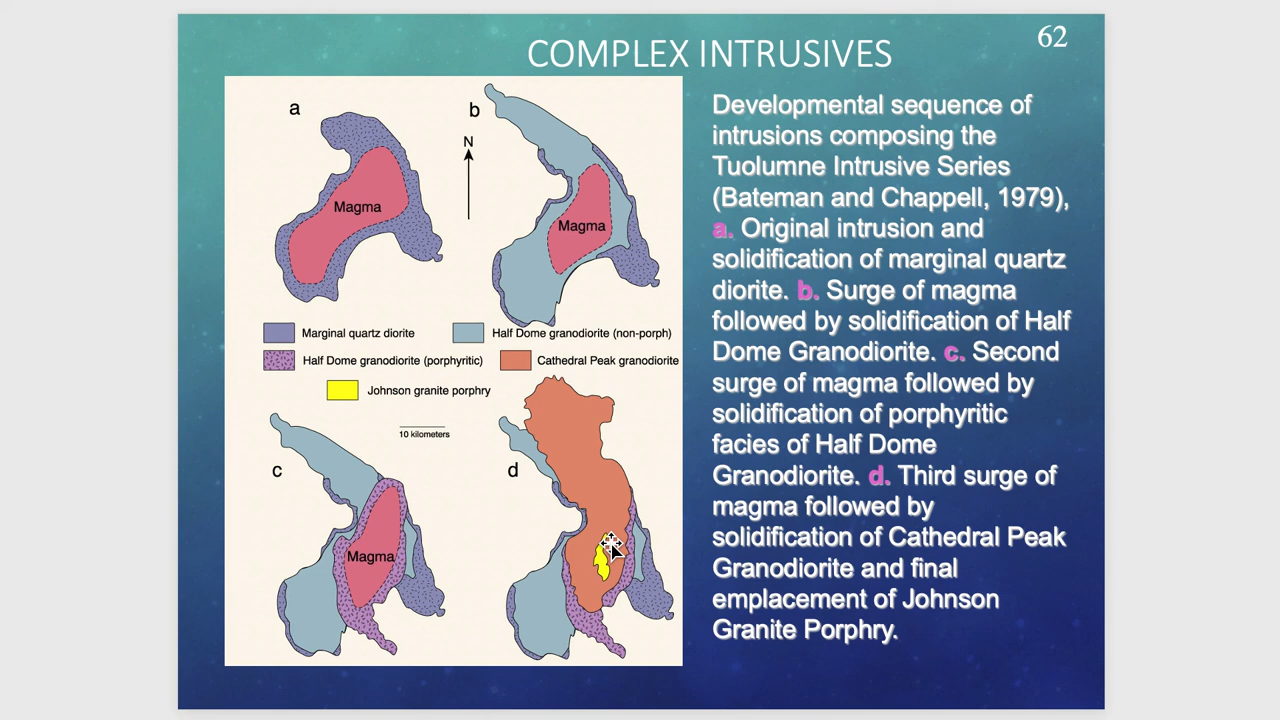 62
COMPLEX INTRUSIVES
a
b
N
Magma
Magma
Marginal quartz diorite
Half Dome granodiorite (non-porph)
Half Dome granodiorite (porphyritic)
Cathedral Peak granodiorite
Johnson granite porphry
10 kilometers
c
d
Magma
Developmental sequence of
intrusions composing the
Tuolumne Intrusive Series
(Bateman and Chappell, 1979),
a. Original intrusion and
solidification of marginal quartz
diorite. b. Surge of magma
followed by solidification of Half
Dome Granodiorite. c. Second
surge of magma followed by
solidification of porphyritic
facies of Half Dome
Granodiorite. d. Third surge of
magma followed by
solidification of Cathedral Peak
Granodiorite and final
emplacement of Johnson
Granite Porphry.